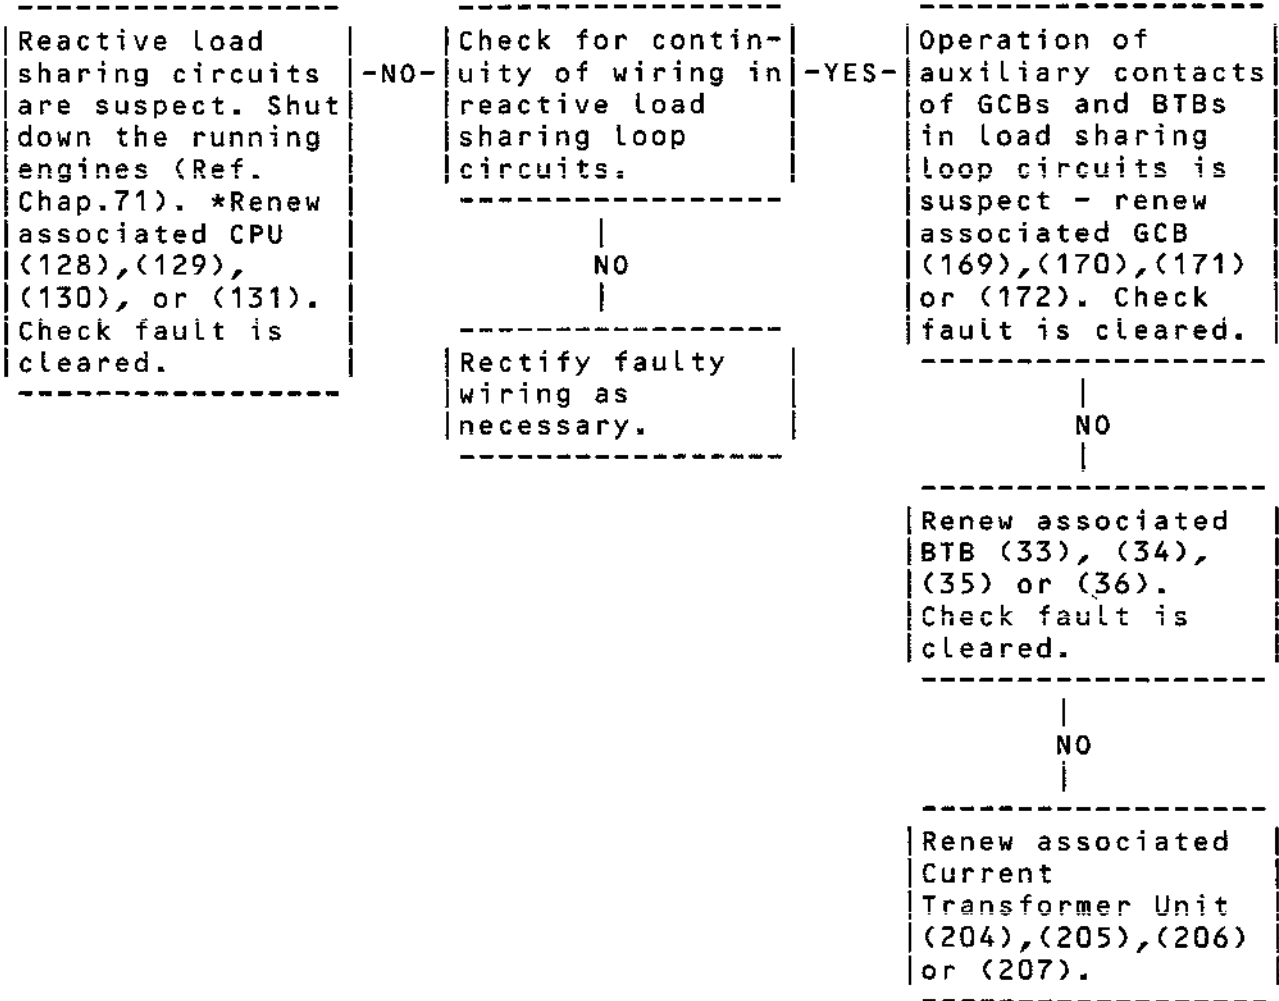 Reactive load
sharing circuits
are suspect. Shut
down the running
engines (Ref.
Chap.71). *Renew
associated CPU
(128),(129),
(130), or (131).
Check fault is
cleared.
-NO-
Check for contin-
uity of wiring in
reactive load
sharing loop
circuits.
NO
Rectify faulty
wiring as
necessary.
-YES-
Operation of
auxiliary contacts
of GCBs and BTBs
in load sharing
loop circuits is
suspect - renew
associated GCB
(169),(170),(171)
or (172). Check
fault is cleared.
NO
Renew associated
BTB (33), (34),
(35) or (36).
Check fault is
cleared.
NO
Renew associated
Current
Transformer Unit
(204),(205),(206)
or (207).